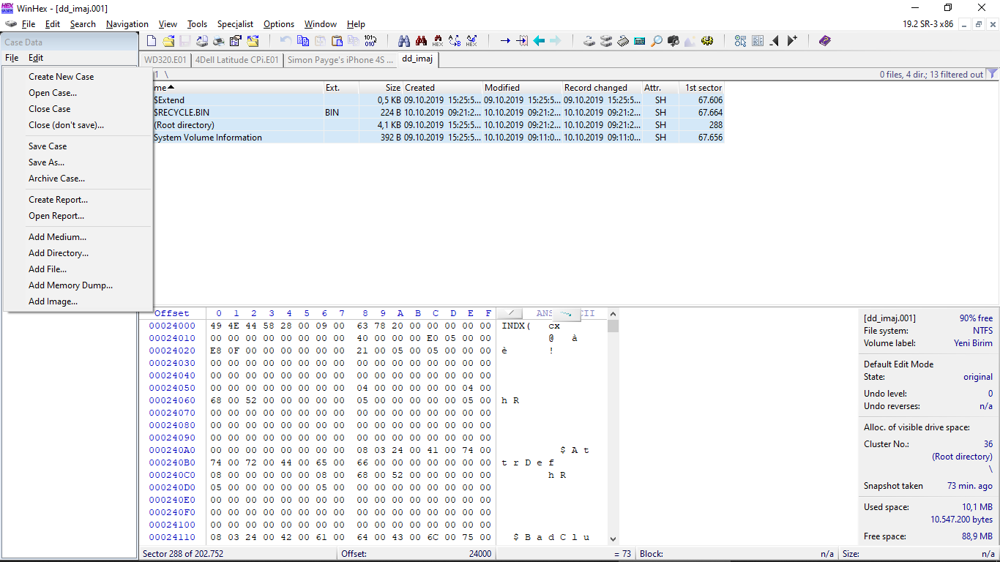 WinHex - [dd_imaj.001]
File Edit Search Navigation View Tools Specialist Options Window Help 19.2 SR-3 x86
Case Data
File Edit
WD320.E01 4Dell Latitude CPi.E01 Simon Payge's iPhone 4S ... dd_imaj
1 \ 0 files, 4 dir.; 13 filtered out
Create New Case
Open Case...
Close Case
Close (don't save)...
Save Case
Save As...
Archive Case...
Create Report...
Open Report...
Add Medium...
Add Directory...
Add File...
Add Memory Dump...
Add Image...
me Ext. Size Created Modified Record changed Attr. 1st sector
$Extend 0,5 KB 09.10.2019 15:25:5... 09.10.2019 15:25:5... 09.10.2019 15:25:5... SH 67.606
$RECYCLE.BIN BIN 224 B 10.10.2019 09:21:2... 10.10.2019 09:21:2... 10.10.2019 09:21:2... SH 67.664
(Root directory) 4,1 KB 09.10.2019 15:25:5... 10.10.2019 09:21:2... 10.10.2019 09:21:2... SH 288
System Volume Information 392 B 09.10.2019 15:25:5... 10.10.2019 09:11:0... 10.10.2019 09:11:0... SH 67.656
Offset 0 1 2 3 4 5 6 7 8 9 A B C D E F ANS CII
00024000 49 4E 44 58 28 00 09 00 63 78 20 00 00 00 00 00 INDX( cx
00024010 00 00 00 00 00 00 00 00 40 00 00 00 E0 05 00 00 @ à
00024020 E8 0F 00 00 00 00 00 00 21 00 05 00 05 00 00 00 è !
00024030 00 00 00 00 00 00 00 00 00 00 00 00 00 00 00 00
00024040 00 00 00 00 00 00 00 00 00 00 00 00 00 00 00 00
00024050 00 00 00 00 00 00 00 00 04 00 00 00 00 00 04 00
00024060 68 00 52 00 00 00 00 00 05 00 00 00 00 00 05 00 h R
00024070 00 00 00 00 00 00 00 00 00 00 00 00 00 00 00 00
00024080 00 00 00 00 00 00 00 00 00 00 00 00 00 00 00 00
00024090 00 00 00 00 00 00 00 00 00 00 00 00 00 00 00 00
000240A0 00 00 00 00 00 00 00 00 08 03 24 00 41 00 74 00 $ A t
000240B0 74 00 72 00 44 00 65 00 66 00 00 00 00 00 00 00 t r D e f
000240C0 08 00 00 00 00 00 08 00 68 00 52 00 00 00 00 00 h R
000240D0 05 00 00 00 00 00 05 00 00 00 00 00 00 00 00 00
000240E0 00 00 00 00 00 00 00 00 00 00 00 00 00 00 00 00
000240F0 00 00 00 00 00 00 00 00 00 00 00 00 00 00 00 00
00024100 00 00 00 00 00 00 00 00 00 00 00 00 00 00 00 00
00024110 08 03 24 00 42 00 61 00 64 00 43 00 6C 00 75 00 $ B a d C l u
[dd_imaj.001] 90% free
File system: NTFS
Volume label: Yeni Birim
Default Edit Mode
State: original
Undo level: 0
Undo reverses: n/a
Alloc. of visible drive space:
Cluster No.: 36
(Root directory)
\
Snapshot taken 73 min. ago
Used space: 10,1 MB
10.547.200 bytes
Free space: 88,9 MB
Sector 288 of 202.752 Offset: 24000 = 73 Block: n/a Size: n/a